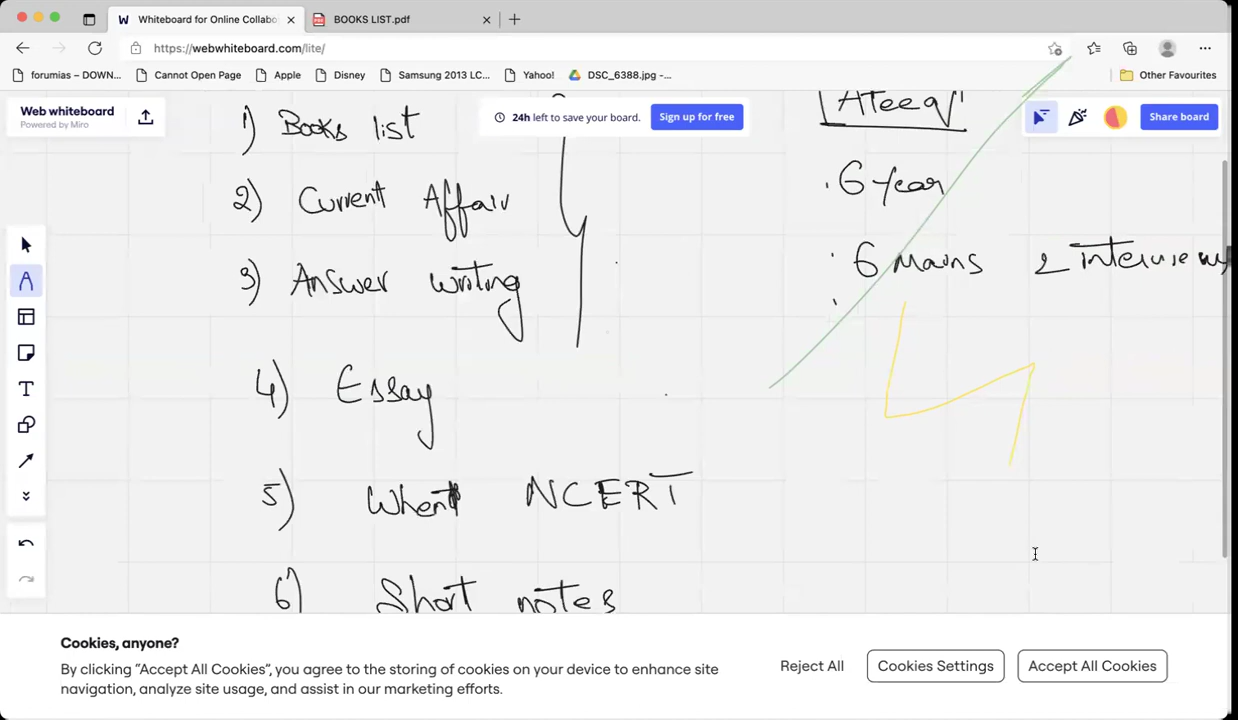 Whiteboard for Online Collabo
BOOKS LIST.pdf
https://webwhiteboard.com/lite/
forumias – DOWN...
Cannot Open Page
Apple
Disney
Samsung 2013 LC...
Yahoo!
DSC_6388.jpg -...
Other Favourites
Web whiteboard
Powered by Miro
24h left to save your board.
Sign up for free
Share board
1) Books list
2) Current Affair
3) Answer writing
4) Essay
5) When NCERT
6) Short notes
Ateeq
. 6 year
. 6 Mains 2 interviews
Cookies, anyone?
By clicking “Accept All Cookies”, you agree to the storing of cookies on your device to enhance site
navigation, analyze site usage, and assist in our marketing efforts.
Reject All
Cookies Settings
Accept All Cookies